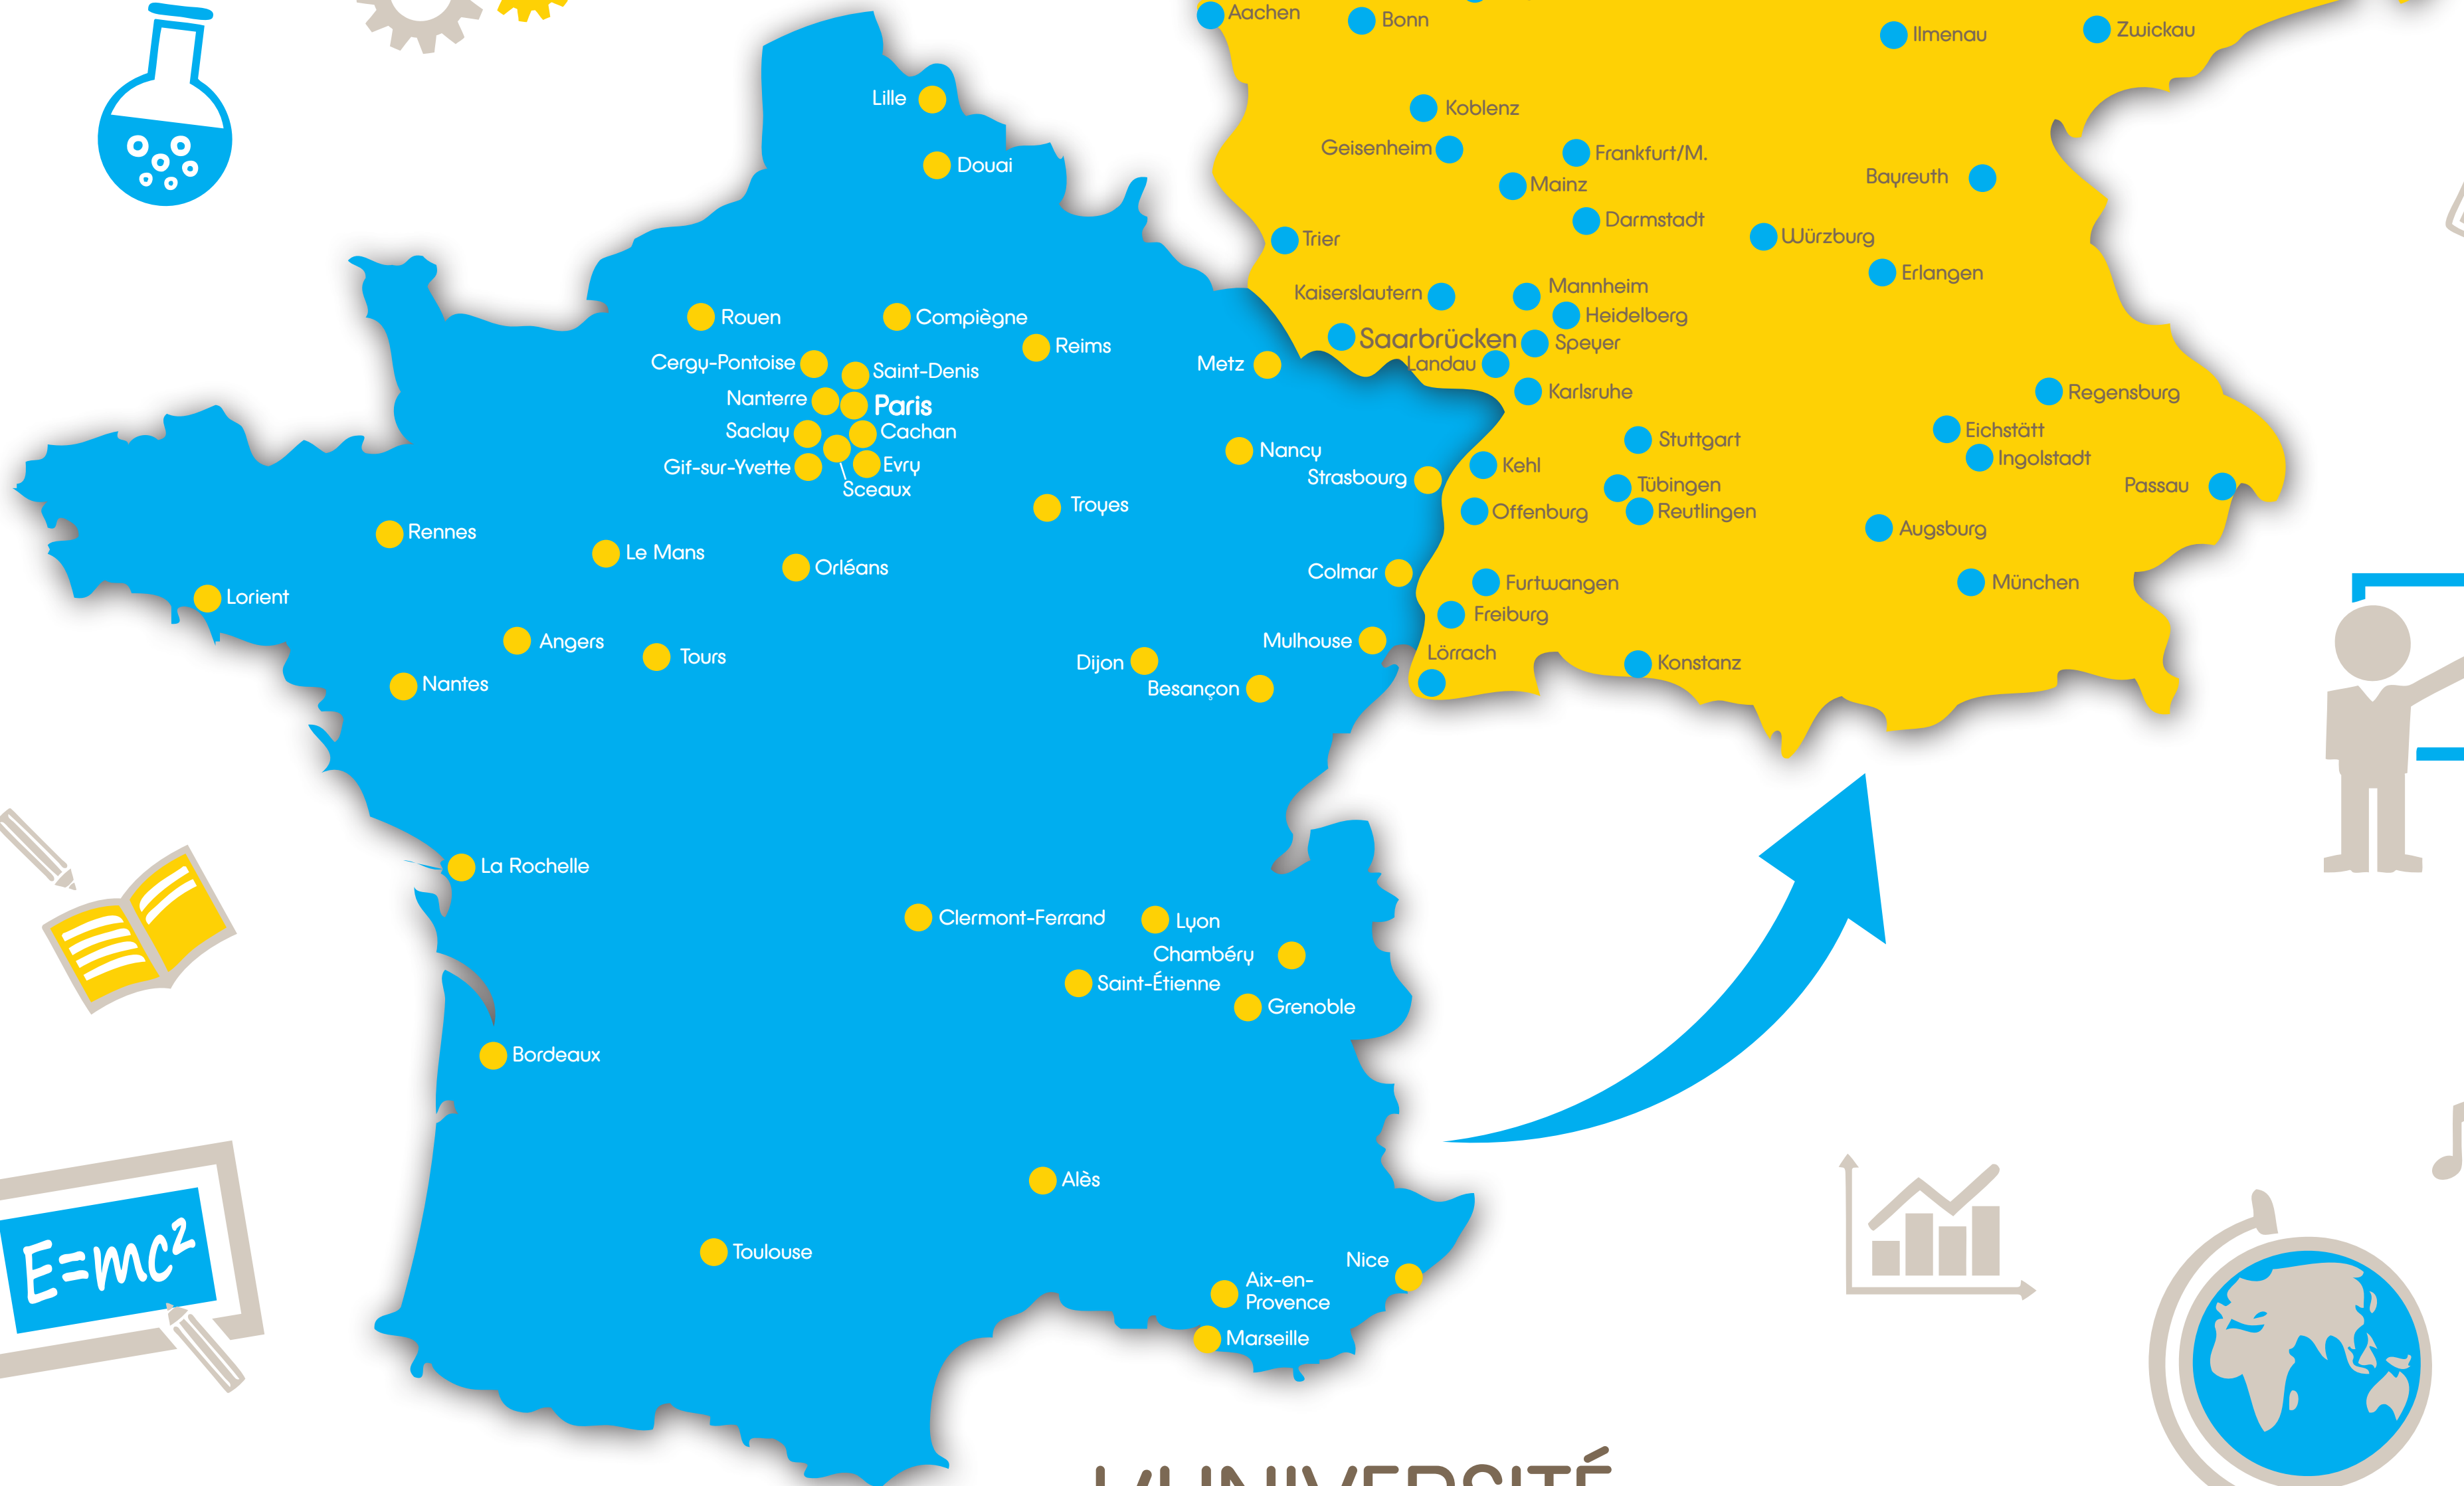 Aachen
Bonn
Ilmenau
Zwickau
Lille
Koblenz
Douai
Geisenheim
Frankfurt/M.
Mainz
Bayreuth
Darmstadt
Trier
Würzburg
Erlangen
Kaiserslautern
Mannheim
Rouen
Compiègne
Heidelberg
Reims
Saarbrücken
Speyer
Cergy-Pontoise
Saint-Denis
Metz
Landau
Nanterre
Paris
Karlsruhe
Regensburg
Saclay
Cachan
Stuttgart
Eichstätt
Nancy
Ingolstadt
Gif-sur-Yvette
Evry
Kehl
Strasbourg
Sceaux
Tübingen
Passau
Troyes
Offenburg
Reutlingen
Rennes
Augsburg
Le Mans
Orléans
Colmar
Furtwangen
München
Lorient
Freiburg
Angers
Tours
Mulhouse
Lörrach
Dijon
Konstanz
Nantes
Besançon
La Rochelle
Clermont-Ferrand
Lyon
Chambéry
Saint-Étienne
Grenoble
Bordeaux
Alès
E=mc²
Toulouse
Nice
Aix-en-
Provence
Marseille
L'UNIVERSITÉ